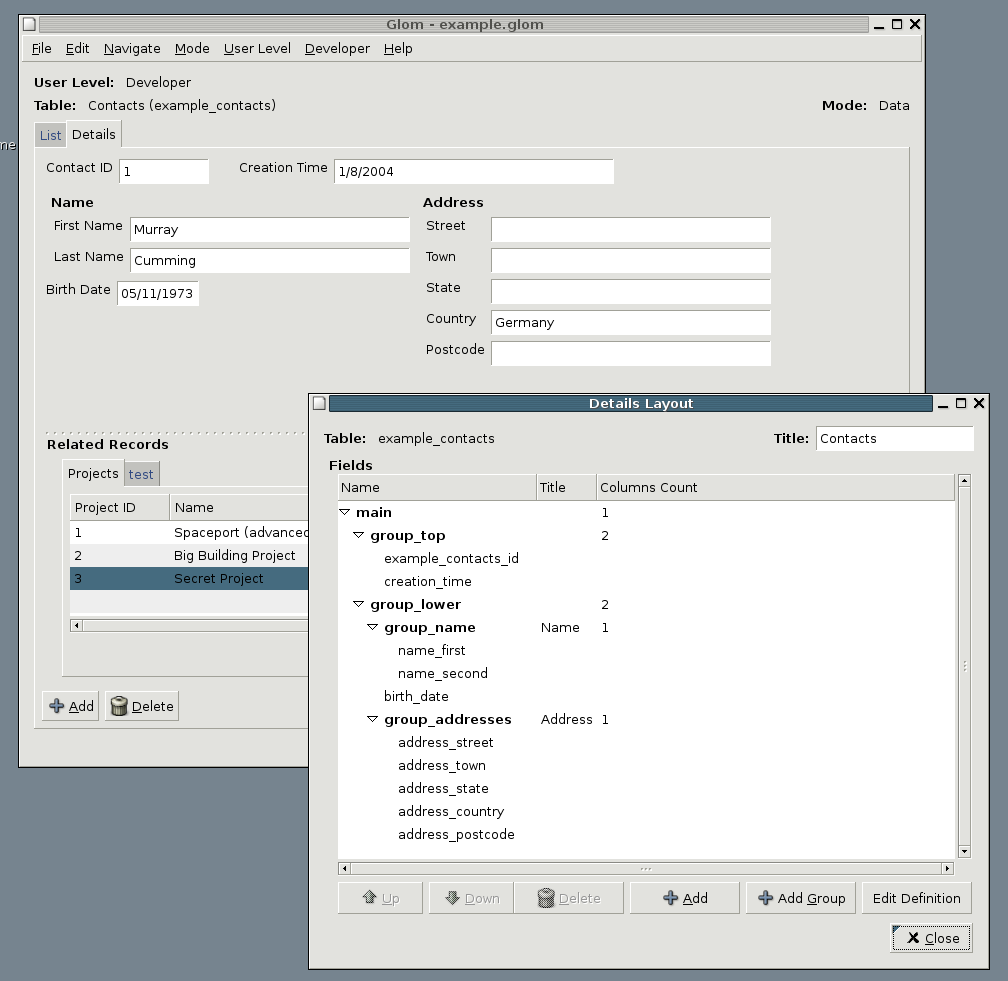 Glom - example.glom
File Edit Navigate Mode User Level Developer Help
User Level: Developer
Table: Contacts (example_contacts) Mode: Data
ne
List Details
Contact ID 1 Creation Time 1/8/2004
Name Address
First Name Murray Street
Last Name Cumming Town
Birth Date 05/11/1973 State
Country Germany
Postcode
Related Records
Projects test
Project ID Name
1 Spaceport (advanced
2 Big Building Project
3 Secret Project
Add Delete
Details Layout
Table: example_contacts Title: Contacts
Fields
Name Title Columns Count
main 1
group_top 2
example_contacts_id
creation_time
group_lower 2
group_name Name 1
name_first
name_second
birth_date
group_addresses Address 1
address_street
address_town
address_state
address_country
address_postcode
Up Down Delete Add Add Group Edit Definition
Close